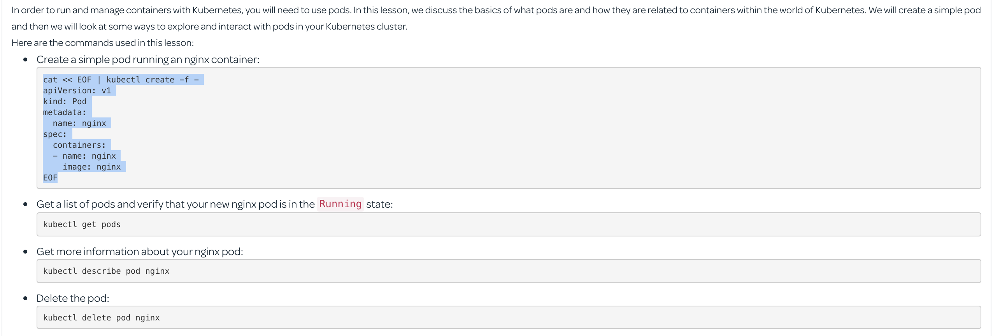 In order to run and manage containers with Kubernetes, you will need to use pods. In this lesson, we discuss the basics of what pods are and how they are related to containers within the world of Kubernetes. We will create a simple pod
and then we will look at some ways to explore and interact with pods in your Kubernetes cluster.
Here are the commands used in this lesson:
• Create a simple pod running an nginx container:
cat << EOF | kubectl create -f -
apiVersion: v1
kind: Pod
metadata:
  name: nginx
spec:
  containers:
  - name: nginx
    image: nginx
EOF
• Get a list of pods and verify that your new nginx pod is in the Running state:
kubectl get pods
• Get more information about your nginx pod:
kubectl describe pod nginx
• Delete the pod:
kubectl delete pod nginx